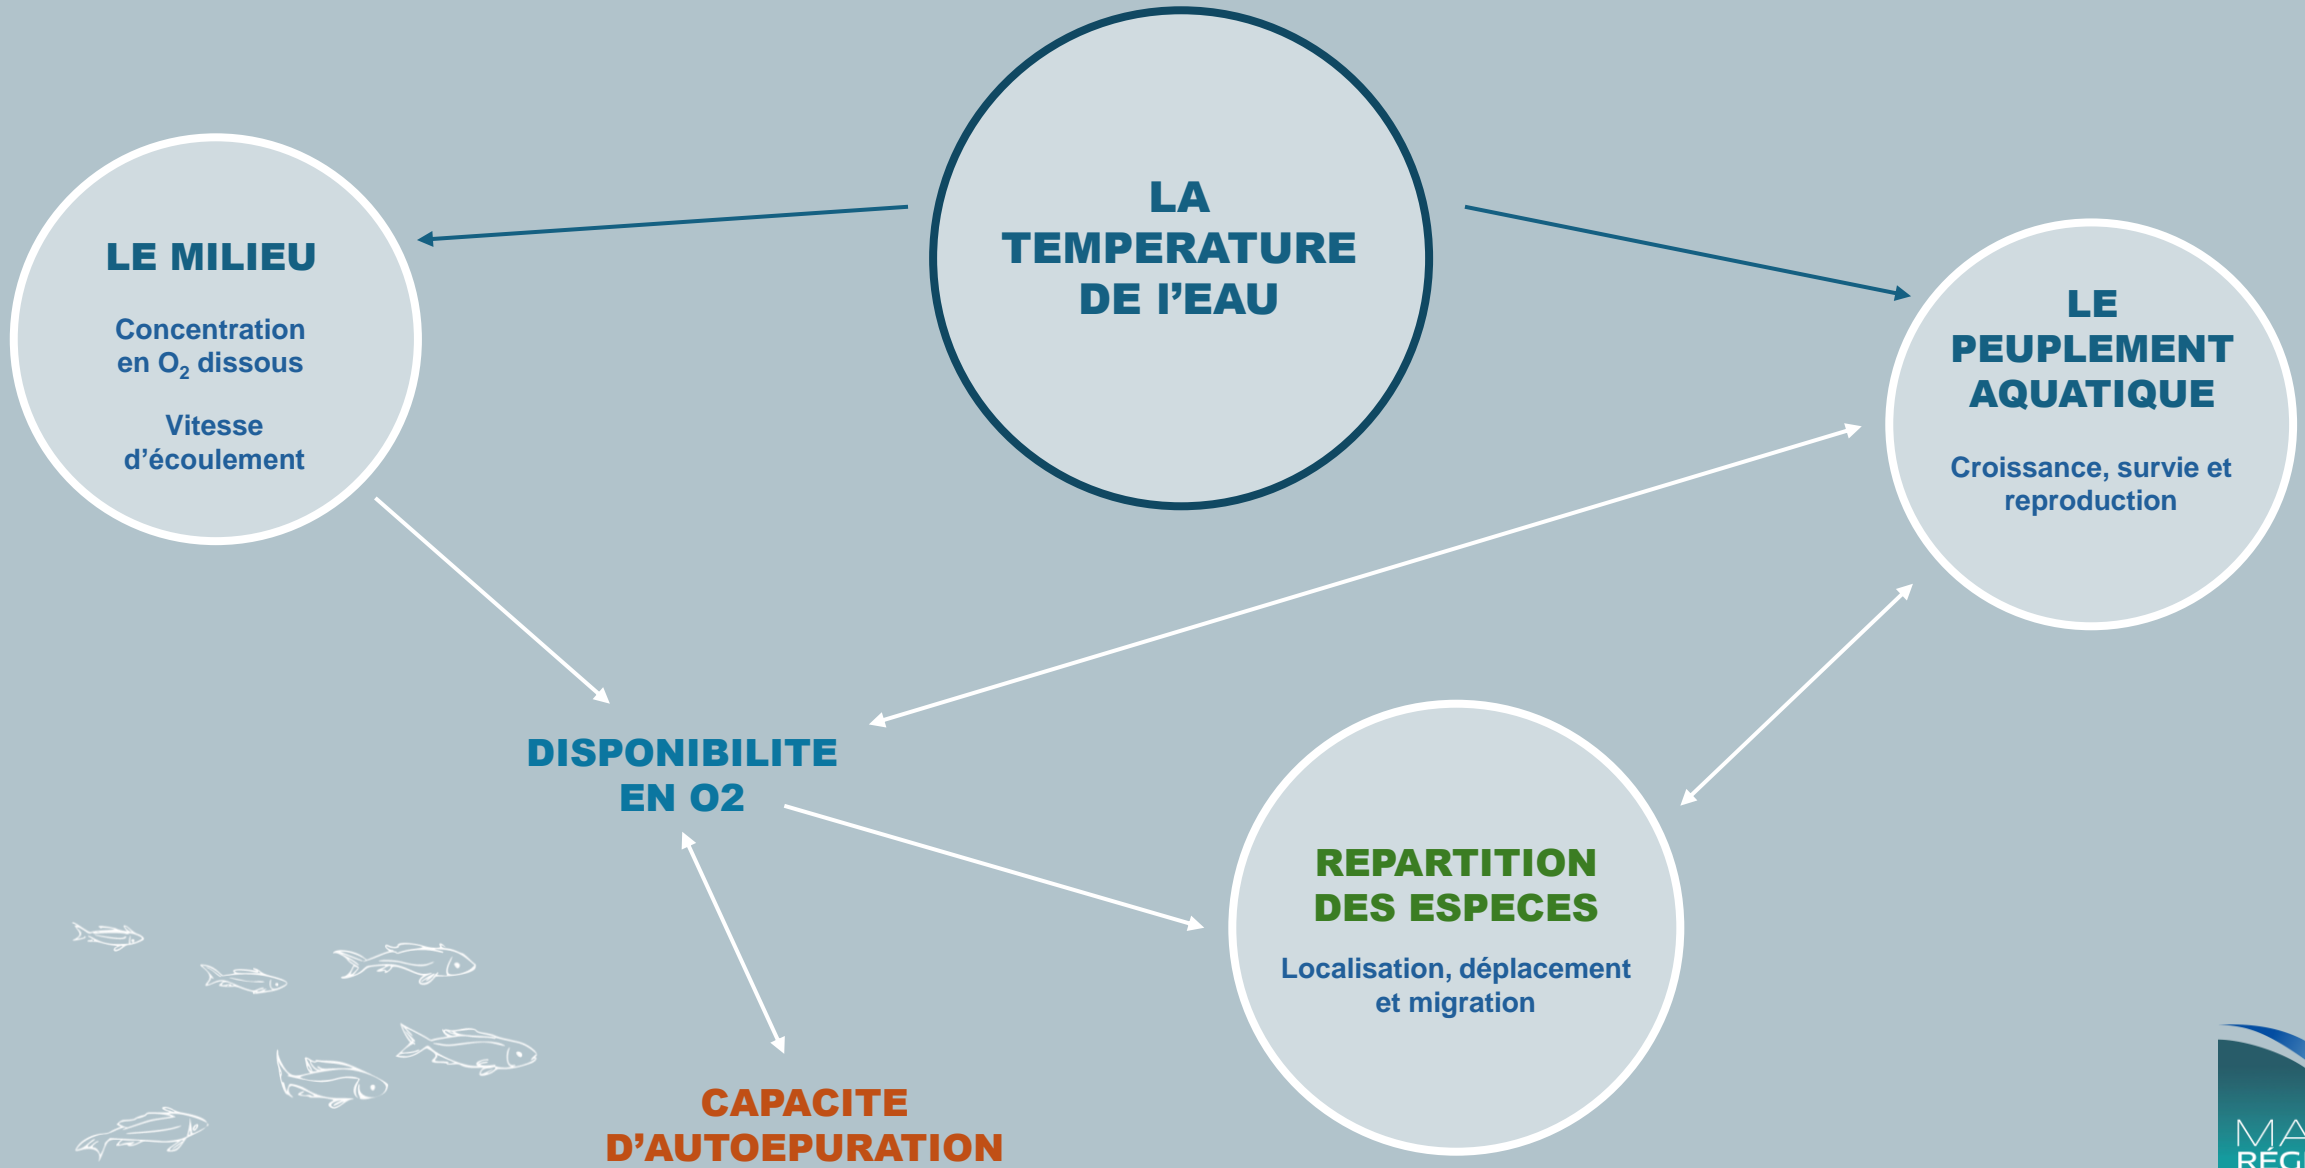 LA
TEMPERATURE
DE l'EAU
LE MILIEU
Concentration
en O₂ dissous
Vitesse
d'écoulement
LE
PEUPLEMENT
AQUATIQUE
Croissance, survie et
reproduction
DISPONIBILITE
EN O2
REPARTITION
DES ESPECES
Localisation, déplacement
et migration
CAPACITE
D'AUTOEPURATION